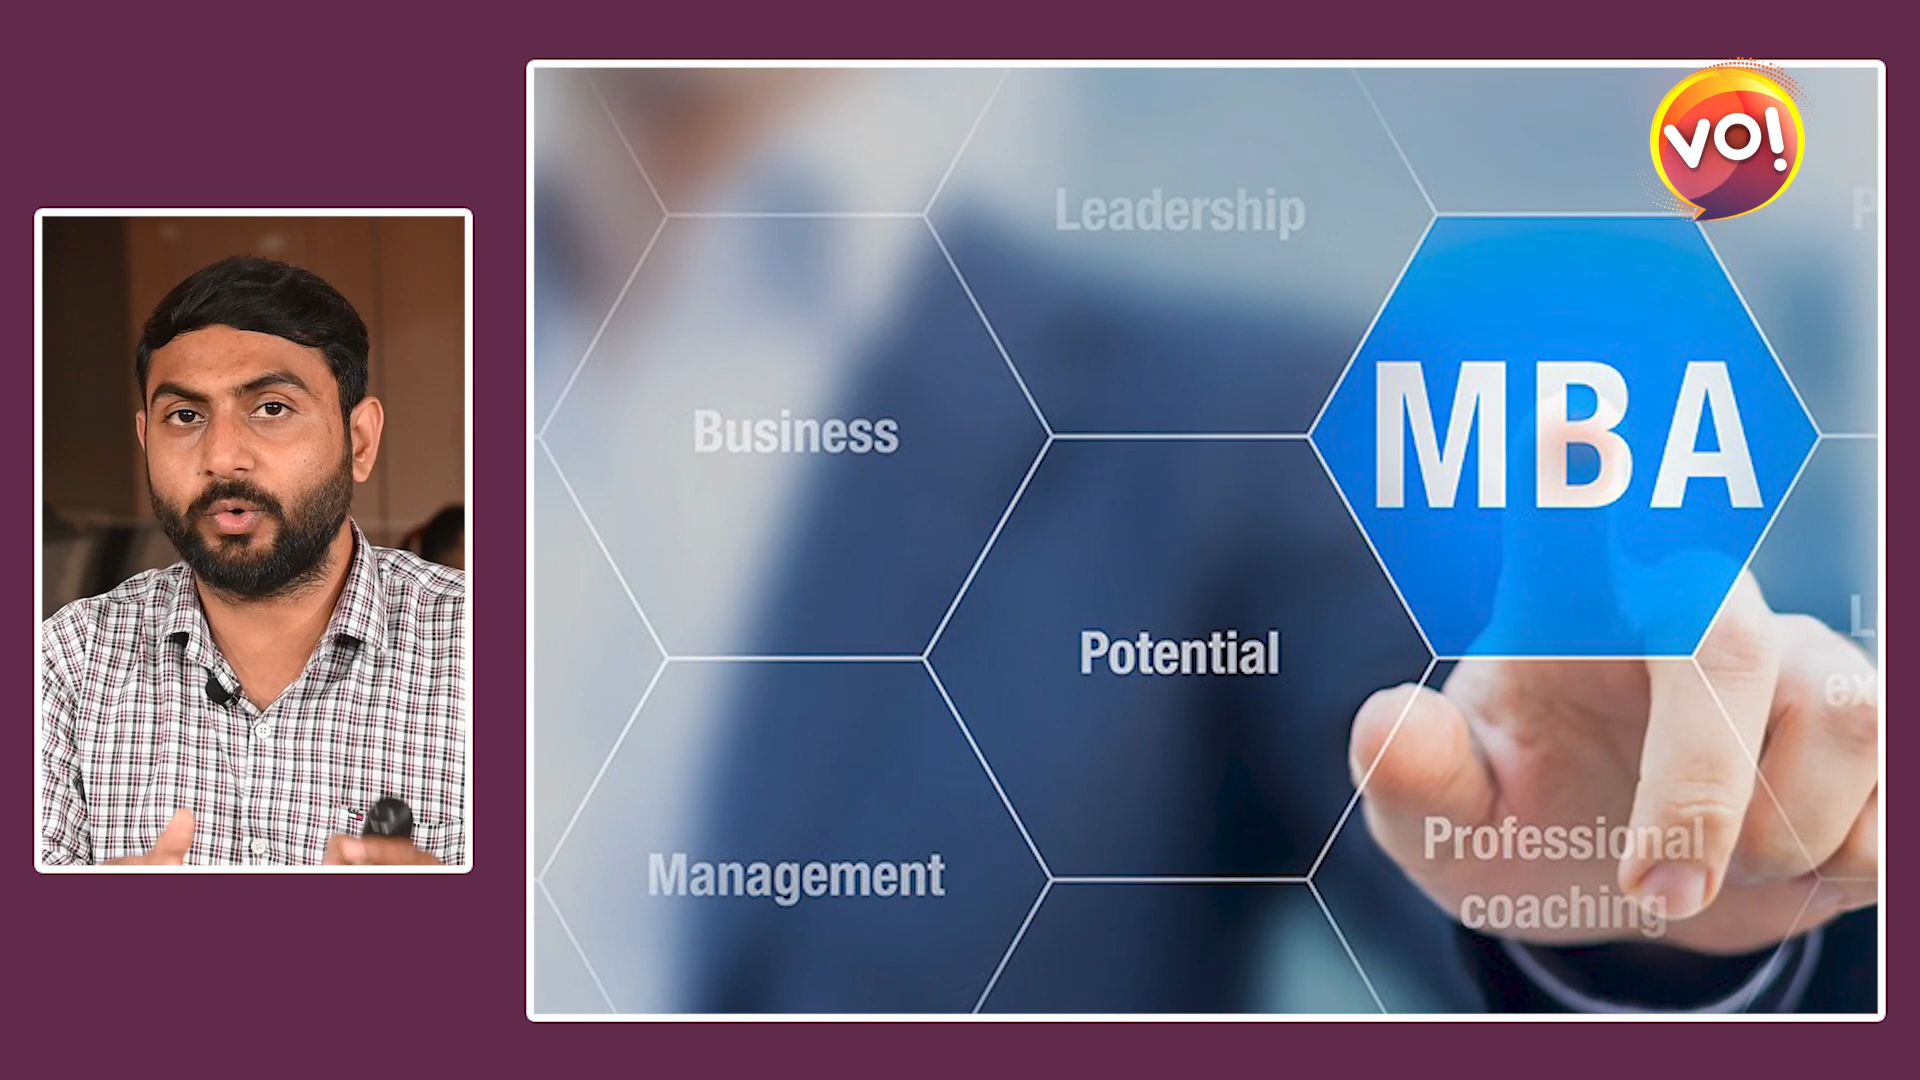 VO!
Leadership
MBA
Business
Potential
Management
Professional
coaching